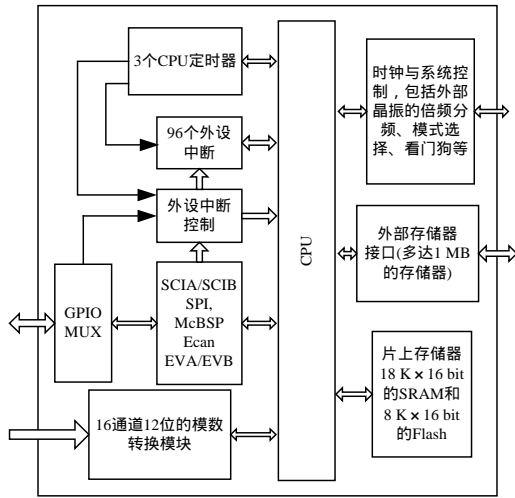 3个CPU定时器
96个外设
中断
外设中断
控制
GPIO
MUX
SCIA/SCIB
SPI,
McBSP
Ecan
EVA/EVB
16通道12位的模数
转换模块
CPU
时钟与系统控
制，包括外部
晶振的倍频分
频、模式选
择、看门狗等
外部存储器
接口(多达1 MB
的存储器)
片上存储器
18 K×16 bit
的SRAM和
8 K×16 bit
的Flash